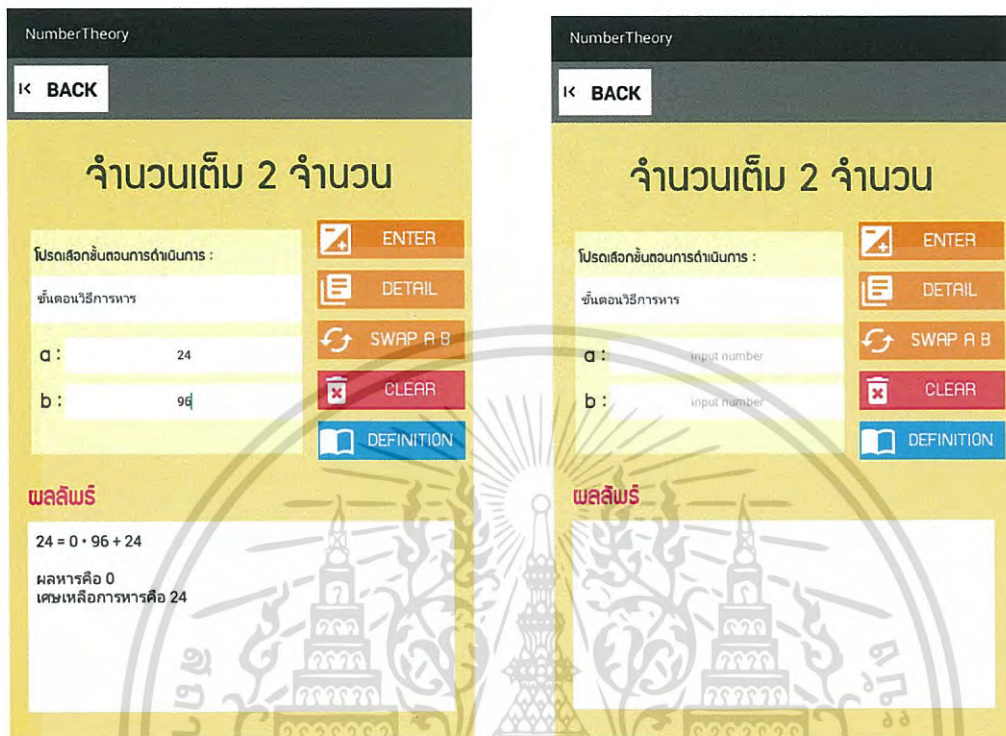 NumberTheory
BACK
จำนวนเต็ม 2 จำนวน
โปรดเลือกขั้นตอนการดำเนินการ :
ขั้นตอนวิธีการหาร
a : 24
b : 96
ENTER
DETAIL
SWAP A B
CLEAR
DEFINITION
ผลลัพธ์
24 = 0 · 96 + 24
ผลหารคือ 0
เศษเหลือการหารคือ 24
NumberTheory
BACK
จำนวนเต็ม 2 จำนวน
โปรดเลือกขั้นตอนการดำเนินการ :
ขั้นตอนวิธีการหาร
a : input number
b : input number
ENTER
DETAIL
SWAP A B
CLEAR
DEFINITION
ผลลัพธ์